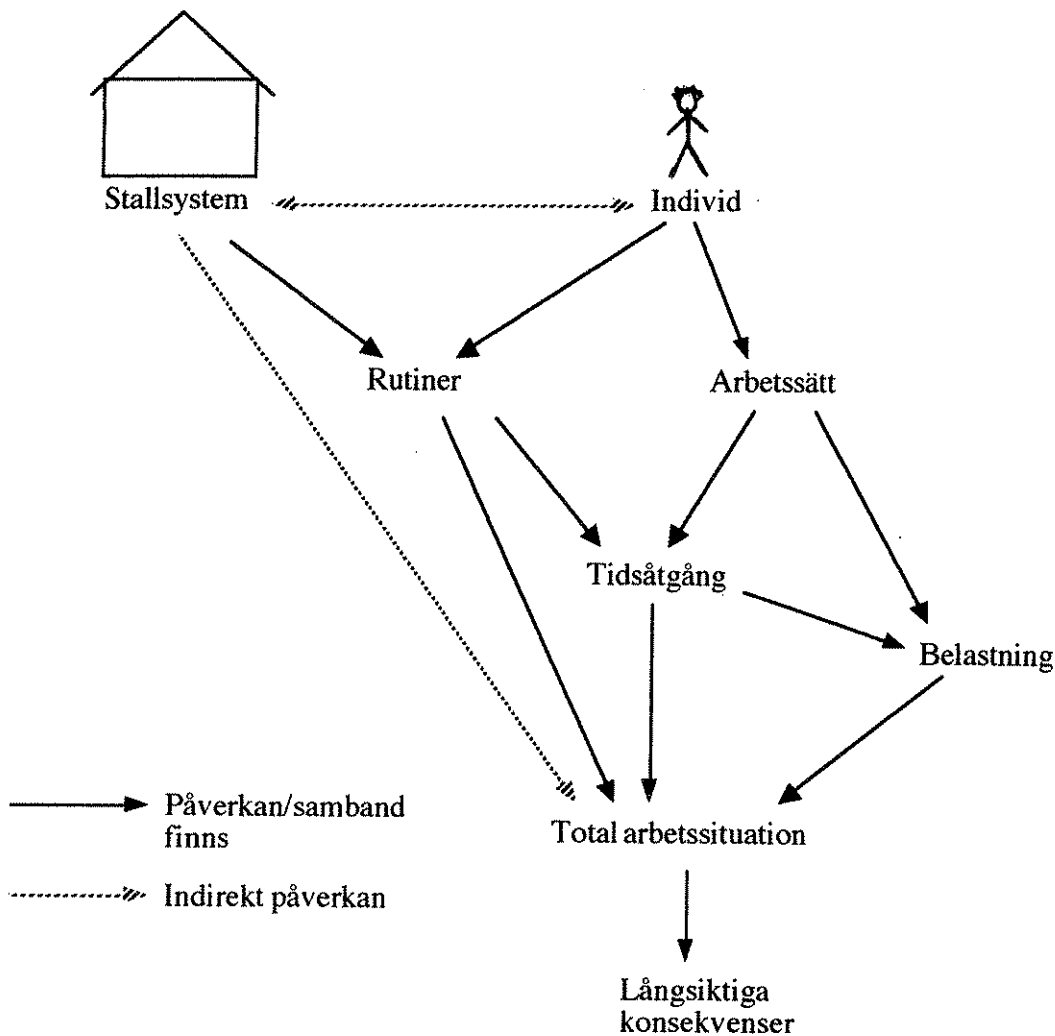 Stallsystem
Individ
Rutiner
Arbetssätt
Tidsåtgång
Belastning
Påverkan/samband
finns
Total arbetssituation
Indirekt påverkan
Långsiktiga
konsekvenser